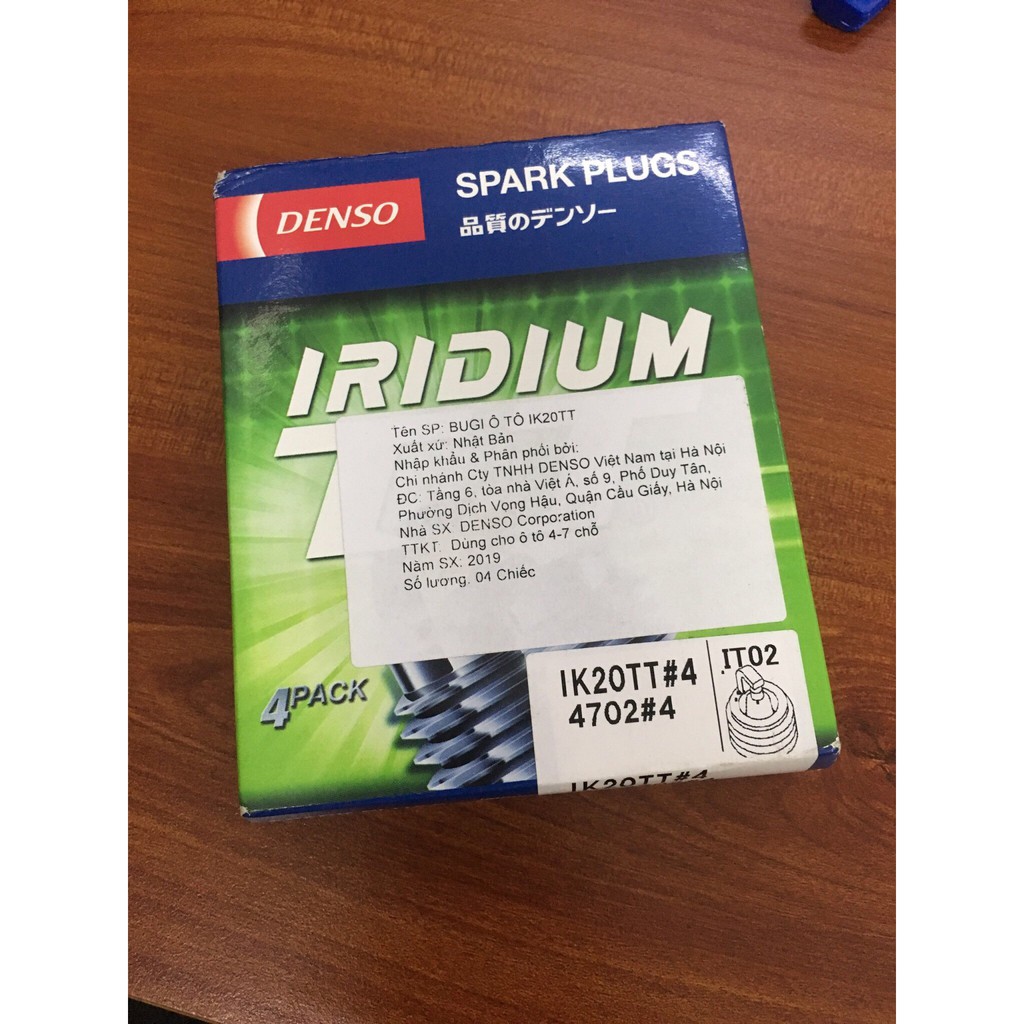 DENSO
SPARK PLUGS
品質のデンソー
IRIDIUM
Tên SP: BUGI Ô TÔ IK20TT
Xuất xứ: Nhật Bản
Nhập khẩu & Phân phối bởi:
Chi nhánh Cty TNHH DENSO Việt Nam tại Hà Nội
ĐC: Tầng 6, tòa nhà Việt Á, số 9, Phố Duy Tân,
Phường Dịch Vọng Hậu, Quận Cầu Giấy, Hà Nội
Nhà SX: DENSO Corporation
TTKT: Dùng cho ô tô 4-7 chỗ
Năm SX: 2019
Số lượng: 04 Chiếc
4PACK
IK20TT#4
4702#4
IT02
IK20TT#4